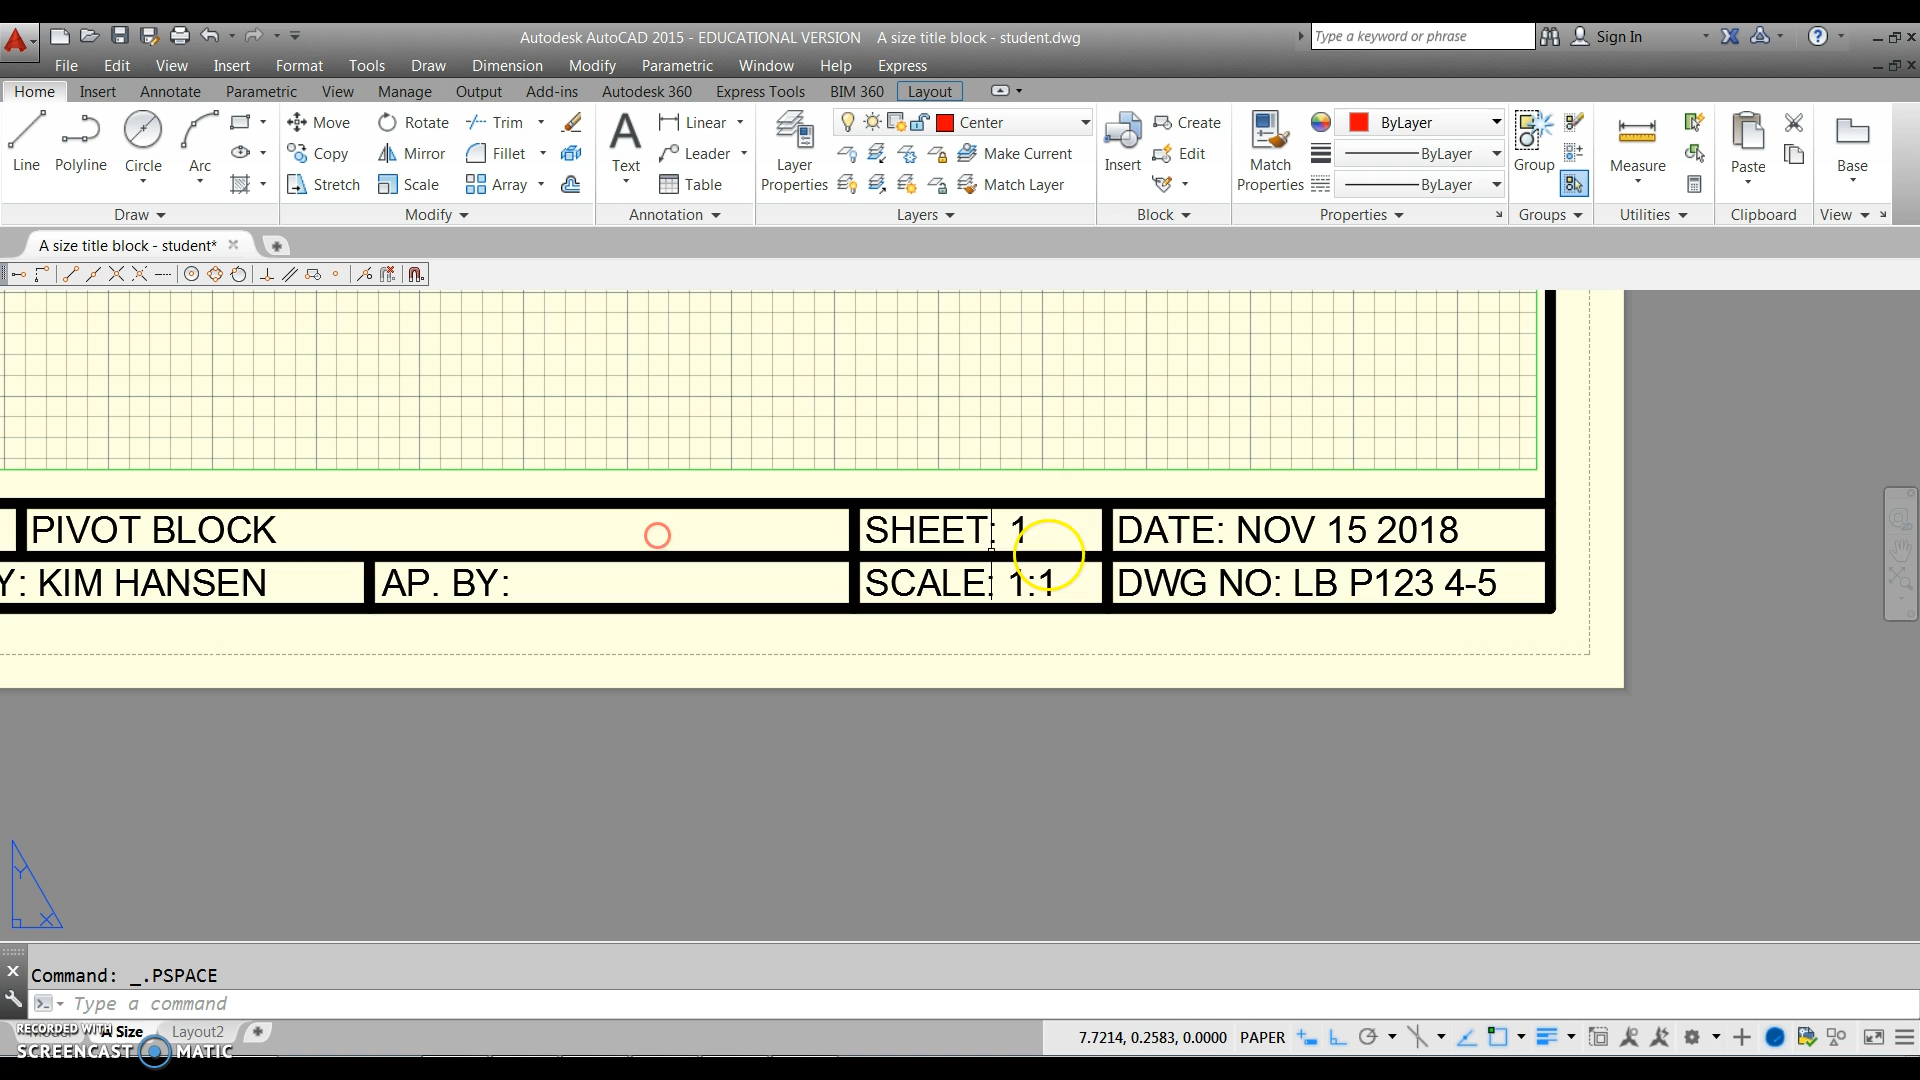 Autodesk AutoCAD 2015 - EDUCATIONAL VERSION A size title block - student.dwg
Type a keyword or phrase
Sign In
File Edit View Insert Format Tools Draw Dimension Modify Parametric Window Help Express
Home Insert Annotate Parametric View Manage Output Add-ins Autodesk 360 Express Tools BIM 360 Layout
Line Polyline Circle Arc
Move Rotate Trim
Copy Mirror Fillet
Stretch Scale Array
Text Linear
Leader
Table
Layer Properties
Center
Make Current
Match Layer
Insert Create
Edit
Match Properties
ByLayer
ByLayer
ByLayer
Group Measure Paste Base
Draw Modify Annotation Layers Block Properties Groups Utilities Clipboard View
A size title block - student*
PIVOT BLOCK SHEET: 1 DATE: NOV 15 2018
Y: KIM HANSEN AP. BY: SCALE: 1:1 DWG NO: LB P123 4-5
Y
X
Command: _.PSPACE
Type a command
A Size Layout2
RECORDED WITH
SCREENCAST MATIC
7.7214, 0.2583, 0.0000 PAPER